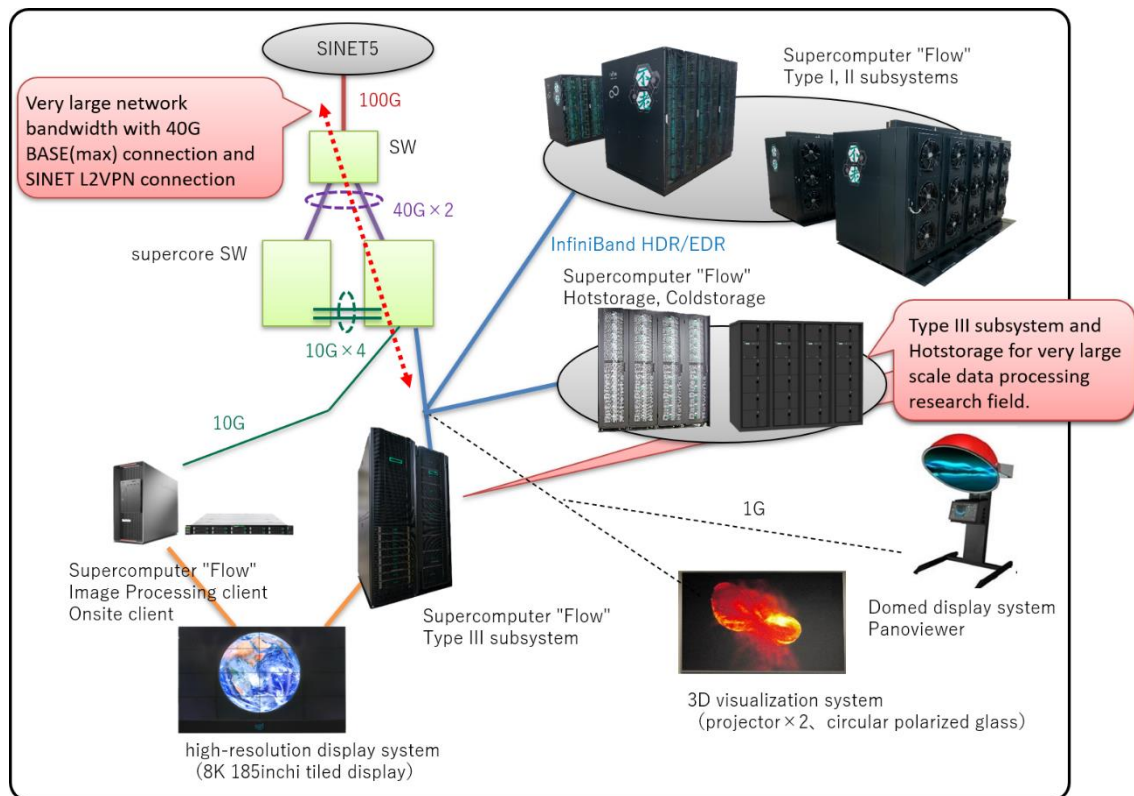 SINET5
100G
Very large network
bandwidth with 40G
BASE(max) connection and
SINET L2VPN connection
SW
40G×2
supercore SW
10G×4
10G
Supercomputer "Flow"
Type I, II subsystems
InfiniBand HDR/EDR
Supercomputer "Flow"
Hotstorage, Coldstorage
Type III subsystem and
Hotstorage for very large
scale data processing
research field.
1G
Supercomputer "Flow"
Image Processing client
Onsite client
Supercomputer "Flow"
Type III subsystem
Domed display system
Panoviewer
3D visualization system
(projector×2、circular polarized glass)
high-resolution display system
(8K 185inchi tiled display)